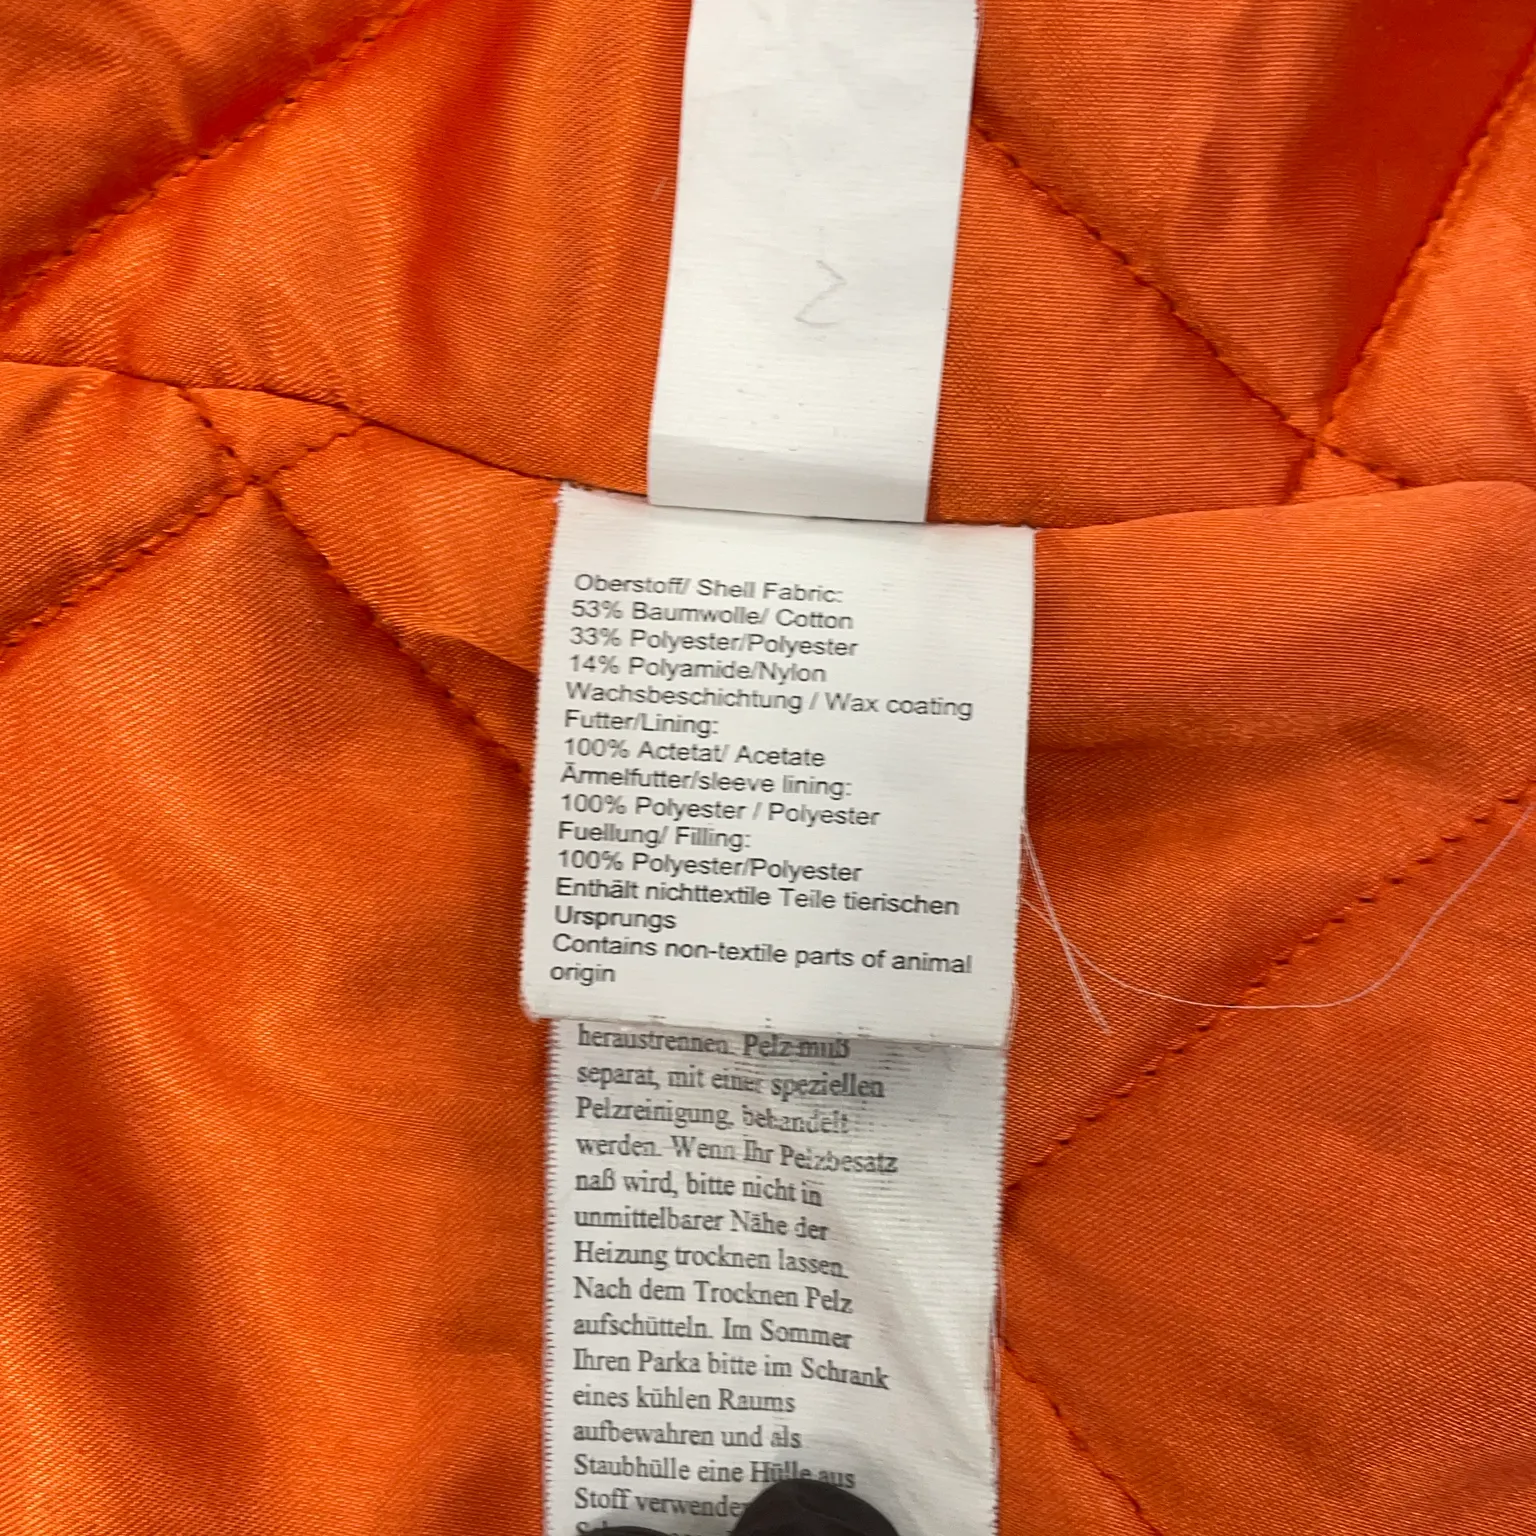 2
Oberstoff/ Shell Fabric:
53% Baumwolle/ Cotton
33% Polyester/Polyester
14% Polyamide/Nylon
Wachsbeschichtung / Wax coating
Futter/Lining:
100% Actetat/ Acetate
Ärmelfutter/sleeve lining:
100% Polyester / Polyester
Fuellung/ Filling:
100% Polyester/Polyester
Enthält nichttextile Teile tierischen
Ursprungs
Contains non-textile parts of animal
origin
heraustrennen. Pelz muß
separat, mit einer speziellen
Pelzreinigung, behandelt
werden. Wenn Ihr Pelzbesatz
naß wird, bitte nicht in
unmittelbarer Nähe der
Heizung trocknen lassen.
Nach dem Trocknen Pelz
aufschütteln. Im Sommer
Ihren Parka bitte im Schrank
eines kühlen Raums
aufbewahren und als
Staubhülle eine Hülle aus
Stoff